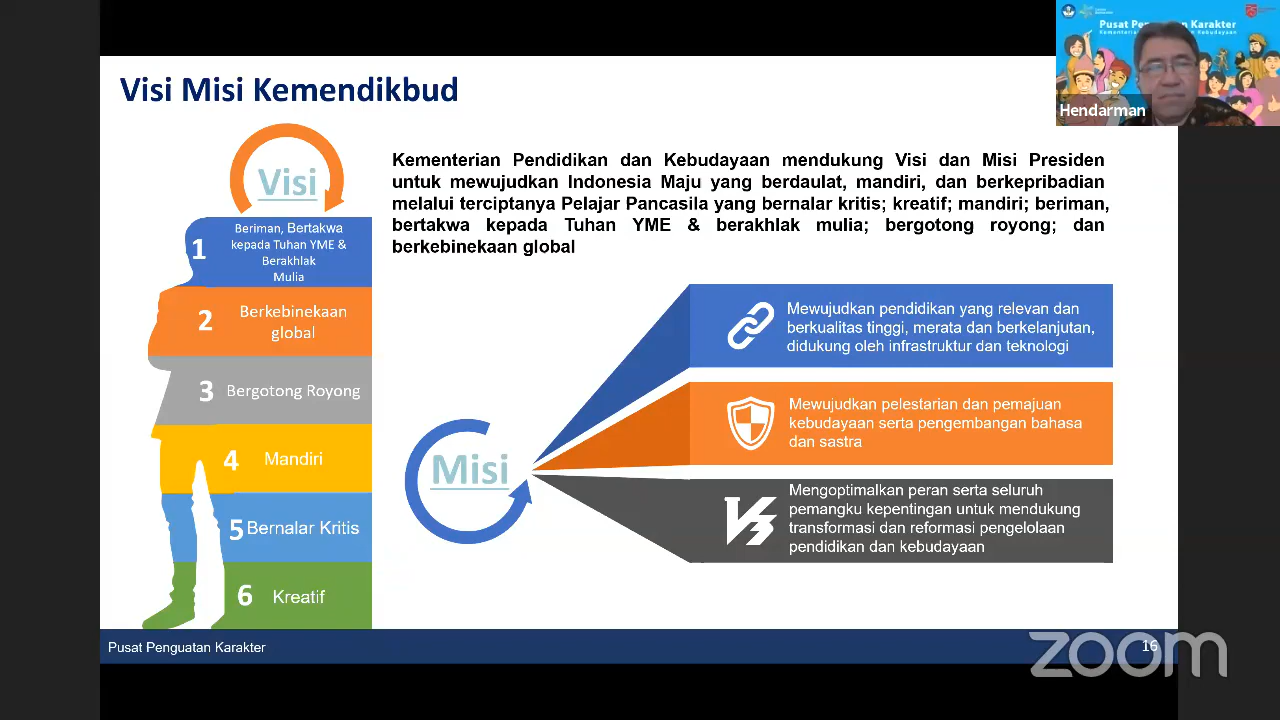 Visi Misi Kemendikbud
Pusat Penguatan Karakter
Hendarman
Visi
1
Beriman, Bertakwa
kepada Tuhan YME &
Berakhlak
Mulia
2
Berkebinekaan
global
3
Bergotong Royong
4
Mandiri
5
Bernalar Kritis
6
Kreatif
Kementerian Pendidikan dan Kebudayaan mendukung Visi dan Misi Presiden
untuk mewujudkan Indonesia Maju yang berdaulat, mandiri, dan berkepribadian
melalui terciptanya Pelajar Pancasila yang bernalar kritis; kreatif; mandiri; beriman,
bertakwa kepada Tuhan YME & berakhlak mulia; bergotong royong; dan
berkebinekaan global
Misi
Mewujudkan pendidikan yang relevan dan
berkualitas tinggi, merata dan berkelanjutan,
didukung oleh infrastruktur dan teknologi
Mewujudkan pelestarian dan pemajuan
kebudayaan serta pengembangan bahasa
dan sastra
Mengoptimalkan peran serta seluruh
pemangku kepentingan untuk mendukung
transformasi dan reformasi pengelolaan
pendidikan dan kebudayaan
Pusat Penguatan Karakter
16
zoom